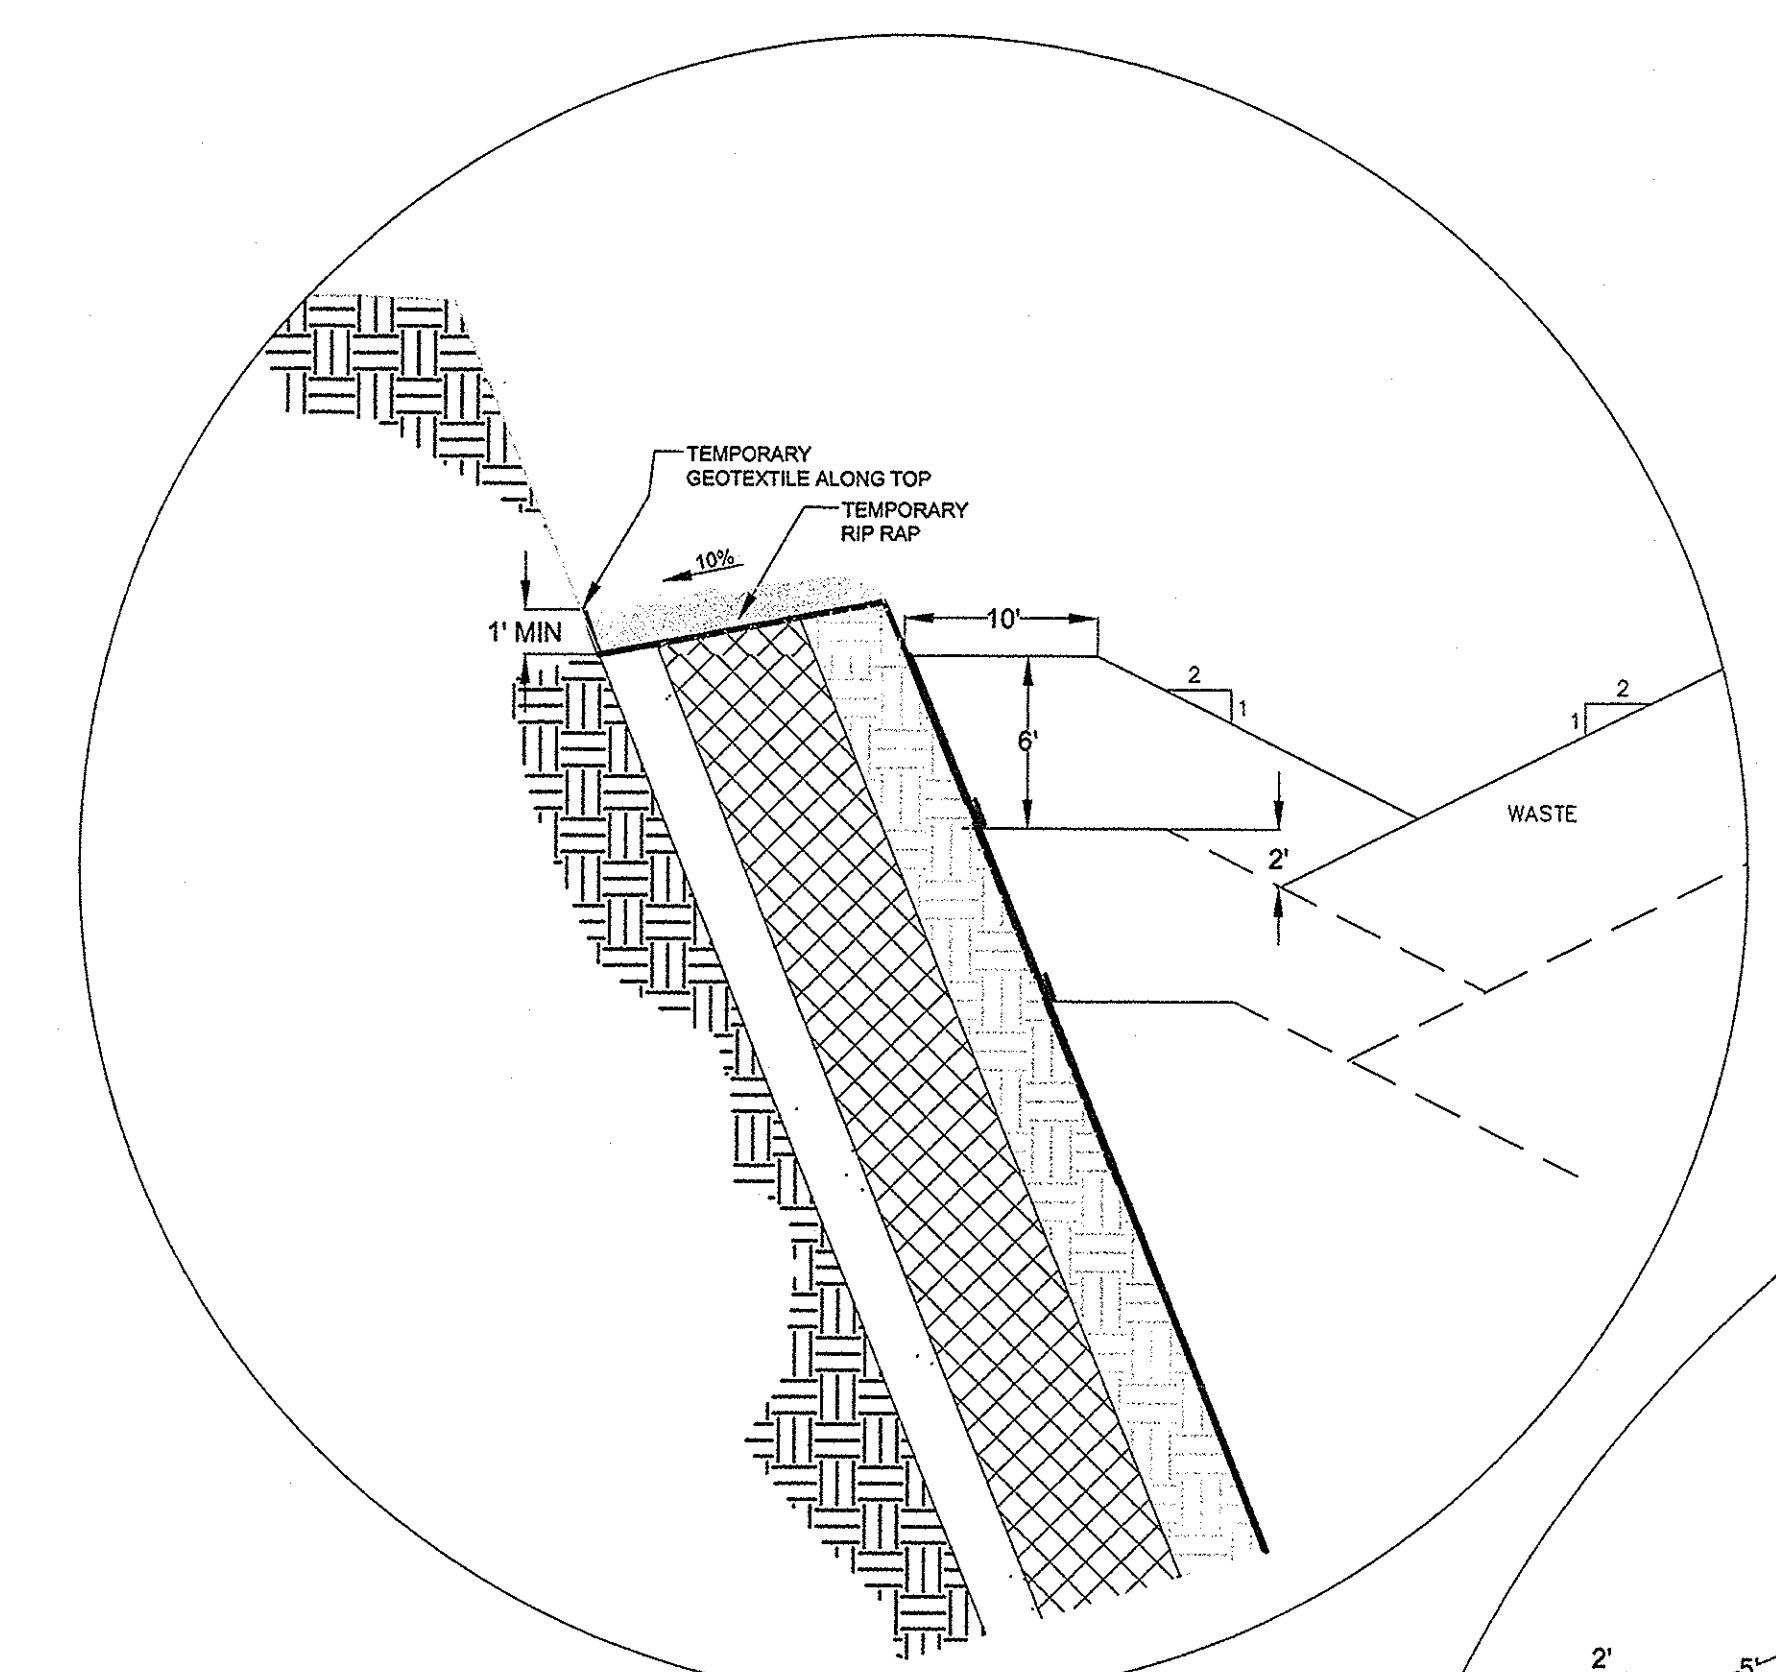 TEMPORARY
GEOTEXTILE ALONG TOP
TEMPORARY
RIP RAP
10%
1' MIN
10'
2
1
2
1
6'
WASTE
2'
2'
5'